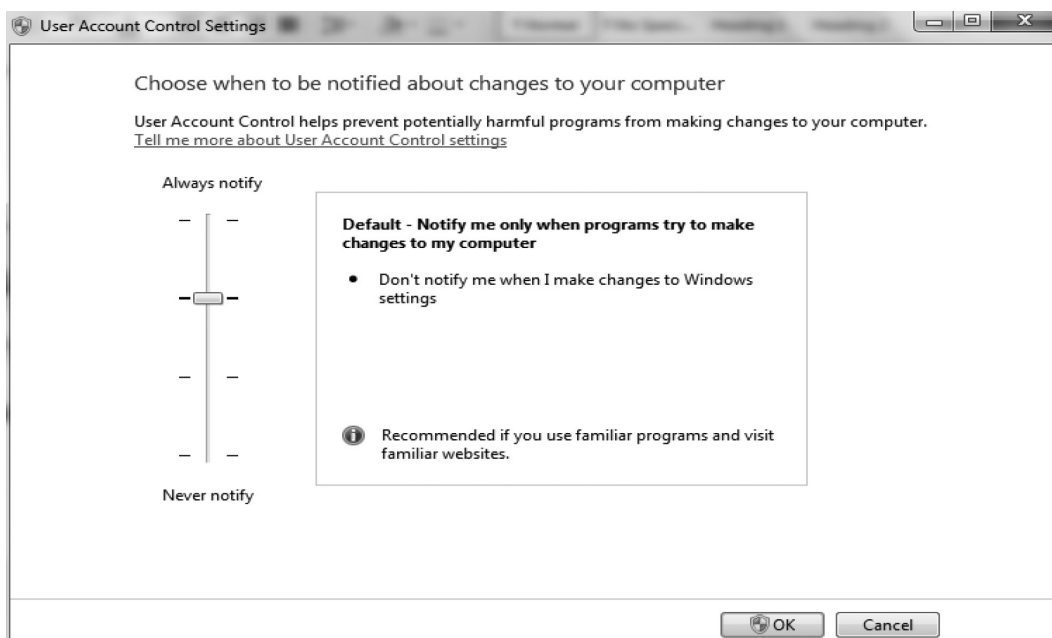 User Account Control Settings
Choose when to be notified about changes to your computer
User Account Control helps prevent potentially harmful programs from making changes to your computer.
Tell me more about User Account Control settings
Always notify
Default - Notify me only when programs try to make
changes to my computer
• Don't notify me when I make changes to Windows
settings
Recommended if you use familiar programs and visit
familiar websites.
Never notify
OK Cancel